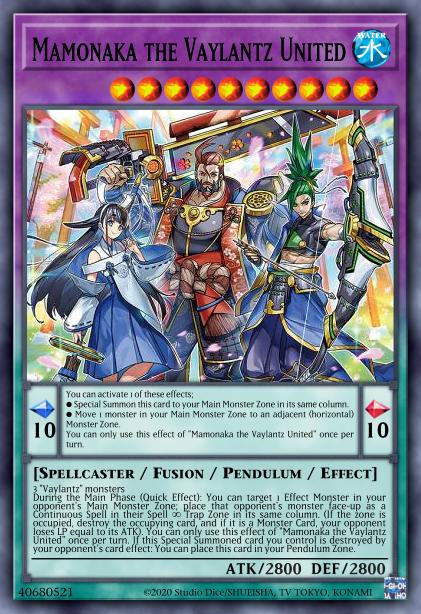 MAMONAKA THE VAYLANTZ UNITED
WATER
水
You can activate 1 of these effects;
● Special Summon this card to your Main Monster Zone in its same column.
● Move 1 monster in your Main Monster Zone to an adjacent (horizontal)
Monster Zone.
You can only use this effect of "Mamonaka the Vaylantz United" once per
turn.
10
10
[SPELLCASTER / FUSION / PENDULUM / EFFECT]
3 "Vaylantz" monsters
During the Main Phase (Quick Effect): You can target 1 Effect Monster in your
opponent's Main Monster Zone; place that opponent's monster face-up as a
Continuous Spell in their Spell & Trap Zone in its same column. (If the zone is
occupied, destroy the occupying card, and if it is a Monster Card, your opponent
loses LP equal to its ATK). You can only use this effect of "Mamonaka the Vaylantz
United" once per turn. If this Special Summoned card you control is destroyed by
your opponent's card effect: You can place this card in your Pendulum Zone.
ATK/2800 DEF/2800
40680521
©2020 Studio Dice/SHUEISHA, TV TOKYO, KONAMI